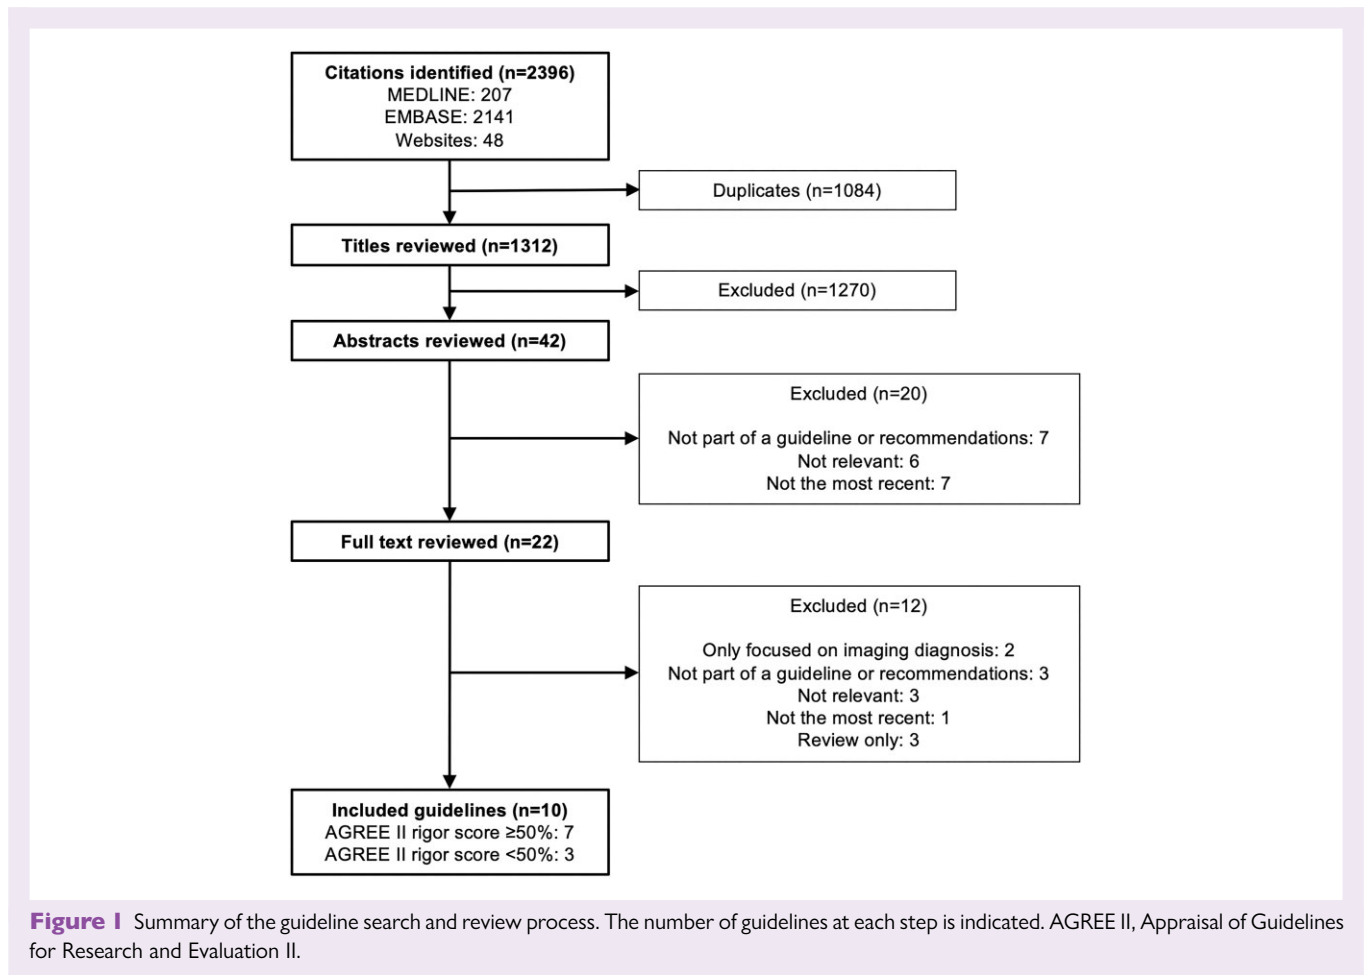 Citations identified (n=2396)
MEDLINE: 207
EMBASE: 2141
Websites: 48
Duplicates (n=1084)
Titles reviewed (n=1312)
Excluded (n=1270)
Abstracts reviewed (n=42)
Excluded (n=20)
Not part of a guideline or recommendations: 7
Not relevant: 6
Not the most recent: 7
Full text reviewed (n=22)
Excluded (n=12)
Only focused on imaging diagnosis: 2
Not part of a guideline or recommendations: 3
Not relevant: 3
Not the most recent: 1
Review only: 3
Included guidelines (n=10)
AGREE II rigor score ≥50%: 7
AGREE II rigor score <50%: 3
Figure 1 Summary of the guideline search and review process. The number of guidelines at each step is indicated. AGREE II, Appraisal of Guidelines
for Research and Evaluation II.